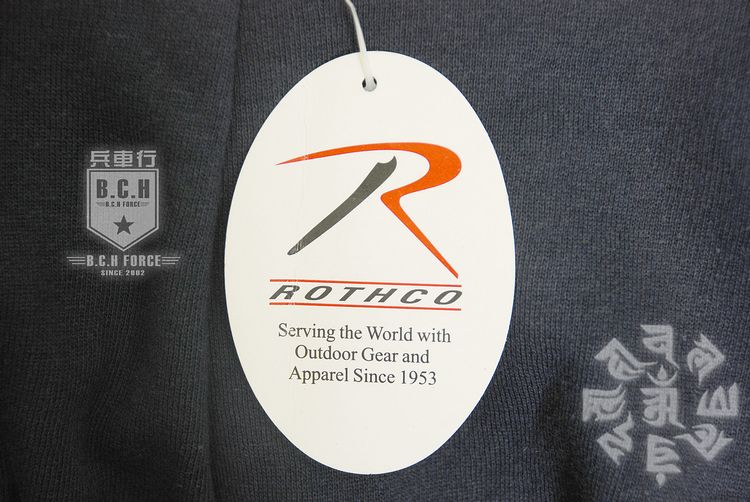 兵車行
B.C.H
B.C.H FORCE
B.C.H FORCE
SINCE 2002
ROTHCO
Serving the World with
Outdoor Gear and
Apparel Since 1953